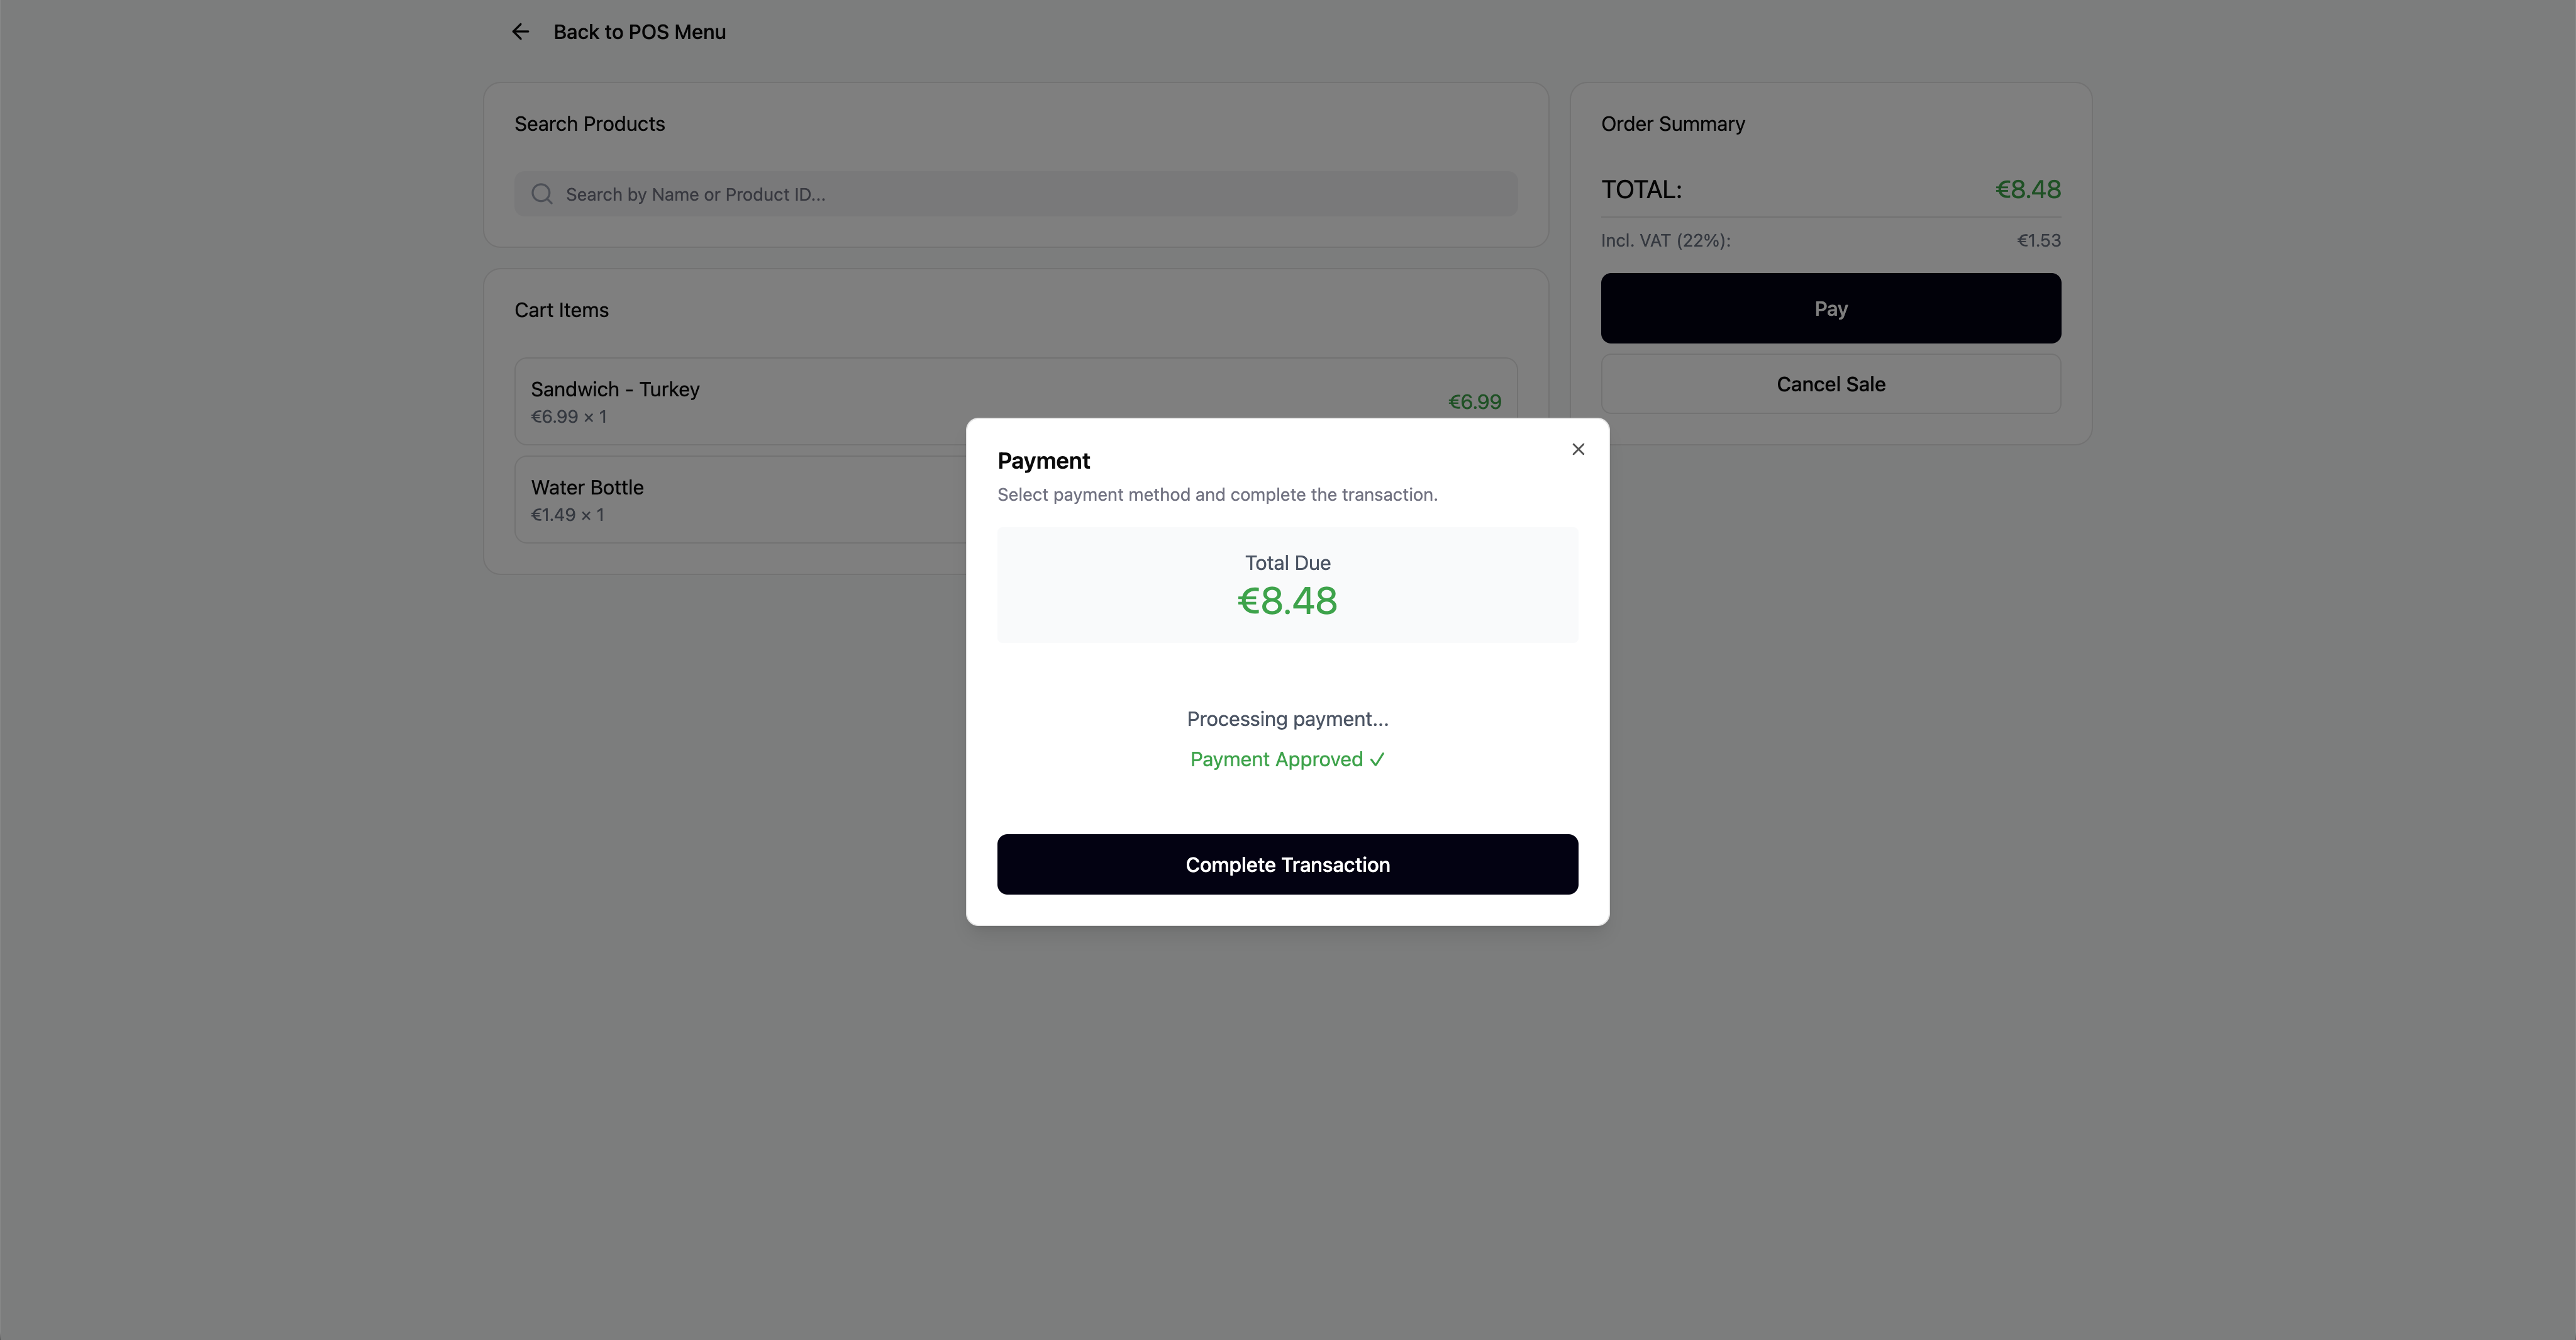 Back to POS Menu
Search Products
Search by Name or Product ID...
Cart Items
Sandwich - Turkey
€6.99 × 1
€6.99
Water Bottle
€1.49 × 1
Order Summary
TOTAL: €8.48
Incl. VAT (22%): €1.53
Pay
Cancel Sale
Payment
Select payment method and complete the transaction.
Total Due
€8.48
Processing payment...
Payment Approved ✓
Complete Transaction